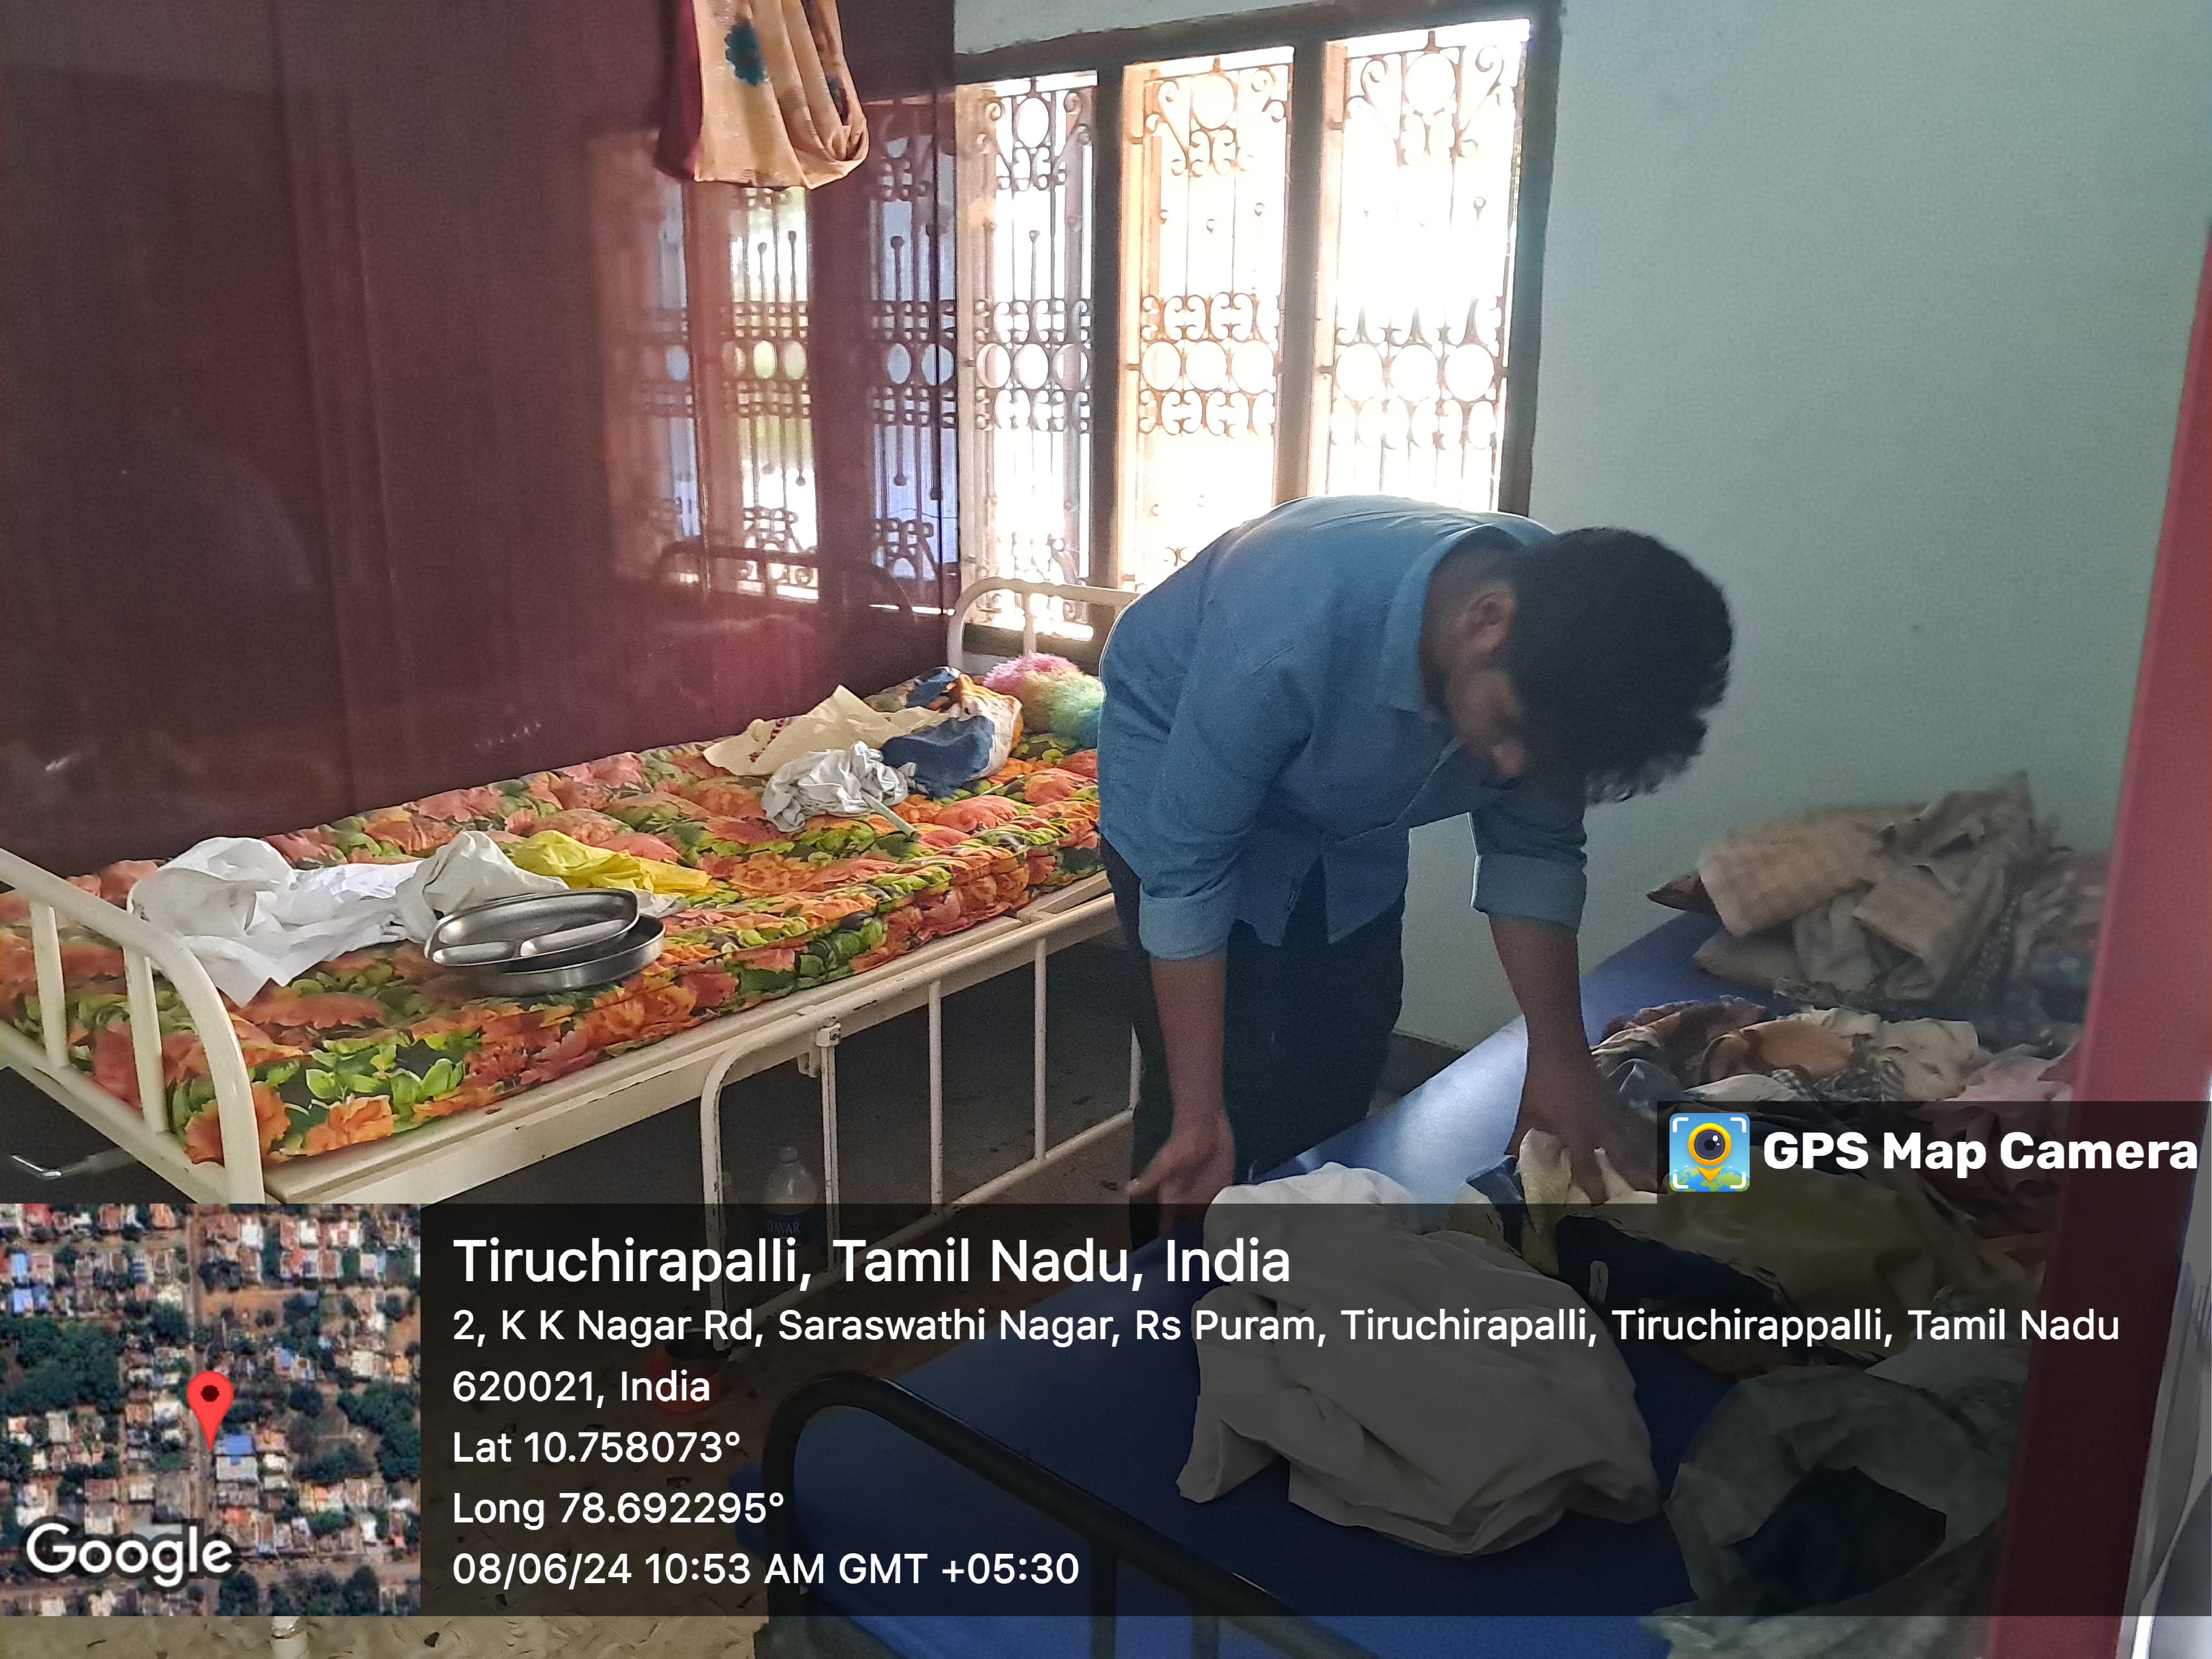 GPS Map Camera
Tiruchirapalli, Tamil Nadu, India
2, K K Nagar Rd, Saraswathi Nagar, Rs Puram, Tiruchirapalli, Tiruchirappalli, Tamil Nadu
620021, India
Lat 10.758073°
Long 78.692295°
08/06/24 10:53 AM GMT +05:30
Google